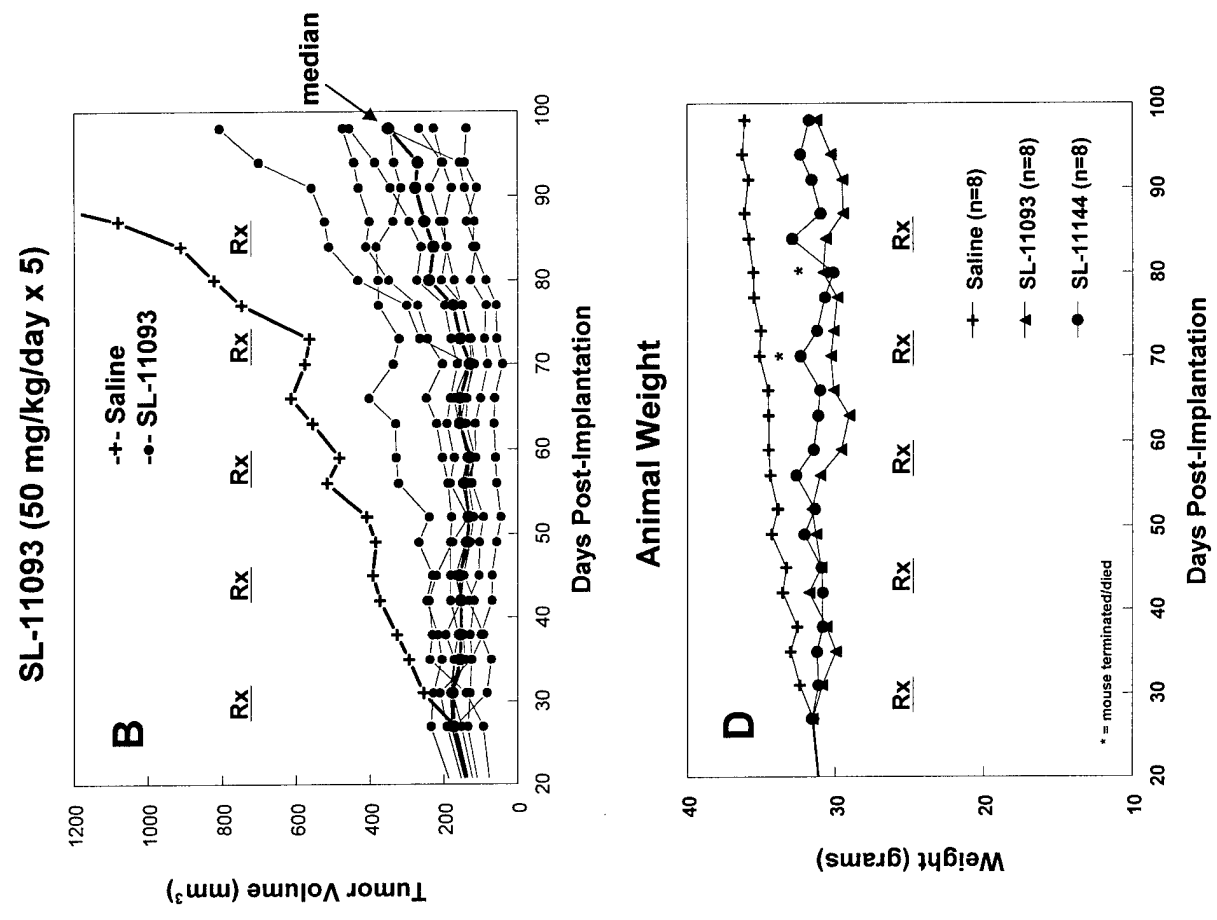 SL-11093 (50 mg/kg/day x 5)
B
-+- Saline
-●- SL-11093
median
Rx Rx Rx Rx Rx
1200
1000
800
600
400
200
0
20 30 40 50 60 70 80 90 100
Tumor Volume (mm³)
Days Post-Implantation
Animal Weight
D
* *
Rx Rx Rx Rx Rx
Saline (n=8)
SL-11093 (n=8)
SL-11144 (n=8)
* = mouse terminated/died
40
30
20
10
20 30 40 50 60 70 80 90 100
Weight (grams)
Days Post-Implantation